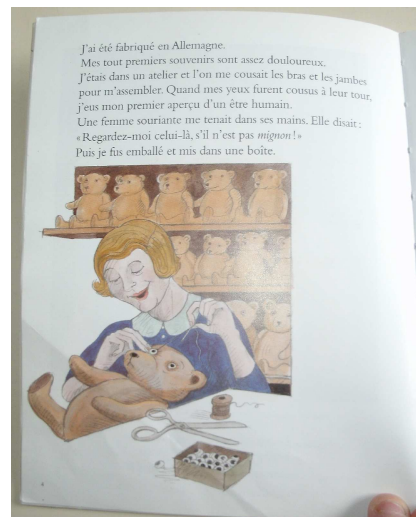 J'ai été fabriqué en Allemagne.
Mes tout premiers souvenirs sont assez douloureux.
J'étais dans un atelier et l'on me cousait les bras et les jambes
pour m'assembler. Quand mes yeux furent cousus à leur tour,
j'eus mon premier aperçu d'un être humain.
Une femme souriante me tenait dans ses mains. Elle disait :
« Regardez-moi celui-là, s'il n'est pas mignon ! »
Puis je fus emballé et mis dans une boîte.